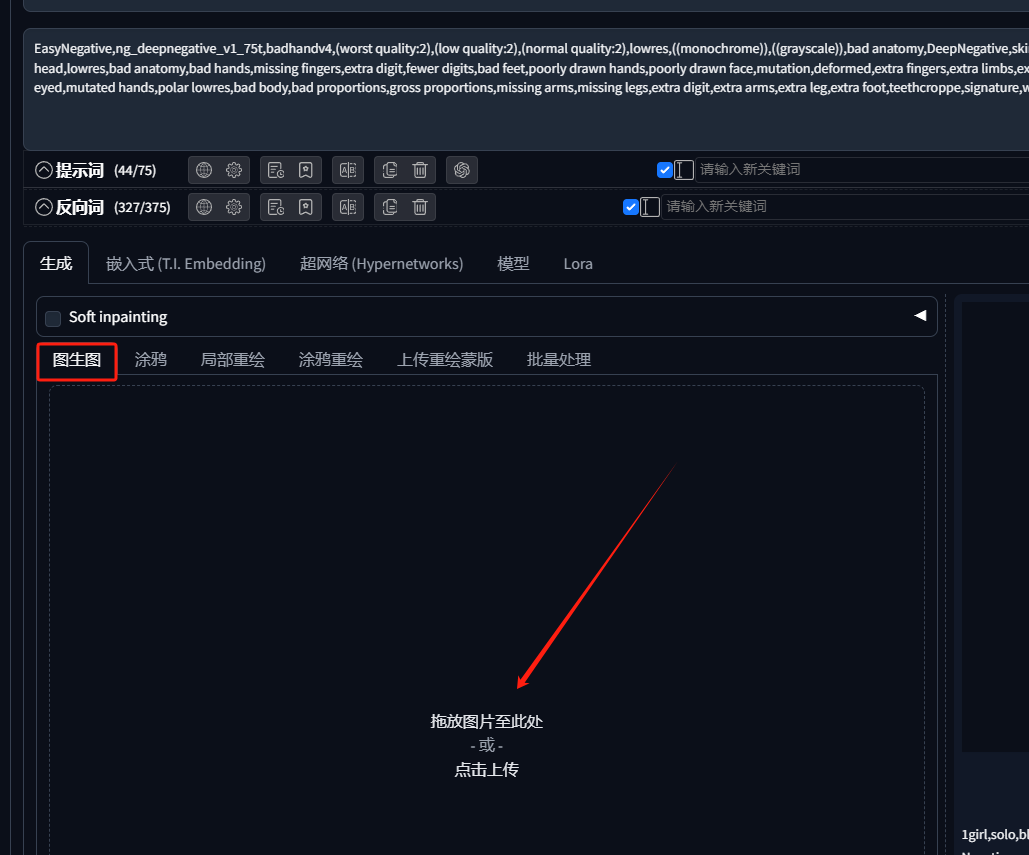 EasyNegative,ng_deepnegative_v1_75t,badhandv4,(worst quality:2),(low quality:2),(normal quality:2),lowres,((monochrome)),((grayscale)),bad anatomy,DeepNegative,ski
head,lowres,bad anatomy,bad hands,missing fingers,extra digit,fewer digits,bad feet,poorly drawn hands,poorly drawn face,mutation,deformed,extra fingers,extra limbs,ex
eyed,mutated hands,polar lowres,bad body,bad proportions,gross proportions,missing arms,missing legs,extra digit,extra arms,extra leg,extra foot,teethcroppe,signature,w
提示词 (44/75) 请输入新关键词
反向词 (327/375) 请输入新关键词
生成 嵌入式 (T.I. Embedding) 超网络 (Hypernetworks) 模型 Lora
Soft inpainting
图生图 涂鸦 局部重绘 涂鸦重绘 上传重绘蒙版 批量处理
拖放图片至此处
- 或 -
点击上传
1girl,solo,bl